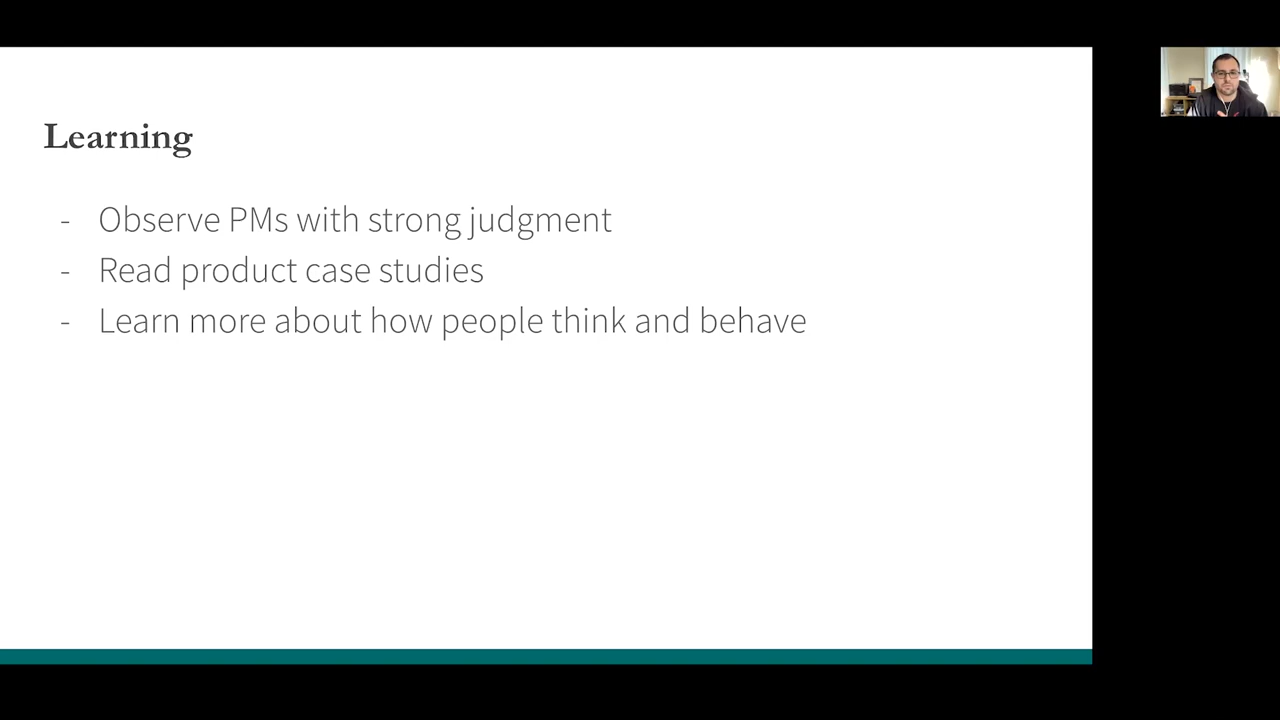 Learning
- Observe PMs with strong judgment
- Read product case studies
- Learn more about how people think and behave